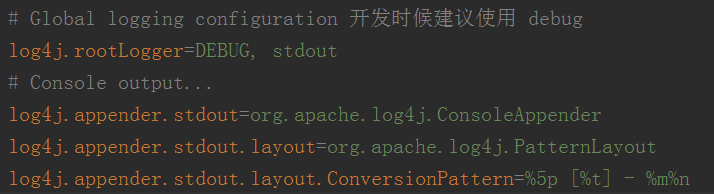 # Global logging configuration 开发时候建议使用 debug
log4j.rootLogger=DEBUG, stdout
# Console output...
log4j.appender.stdout=org.apache.log4j.ConsoleAppender
log4j.appender.stdout.layout=org.apache.log4j.PatternLayout
log4j.appender.stdout.layout.ConversionPattern=%5p [%t] - %m%n